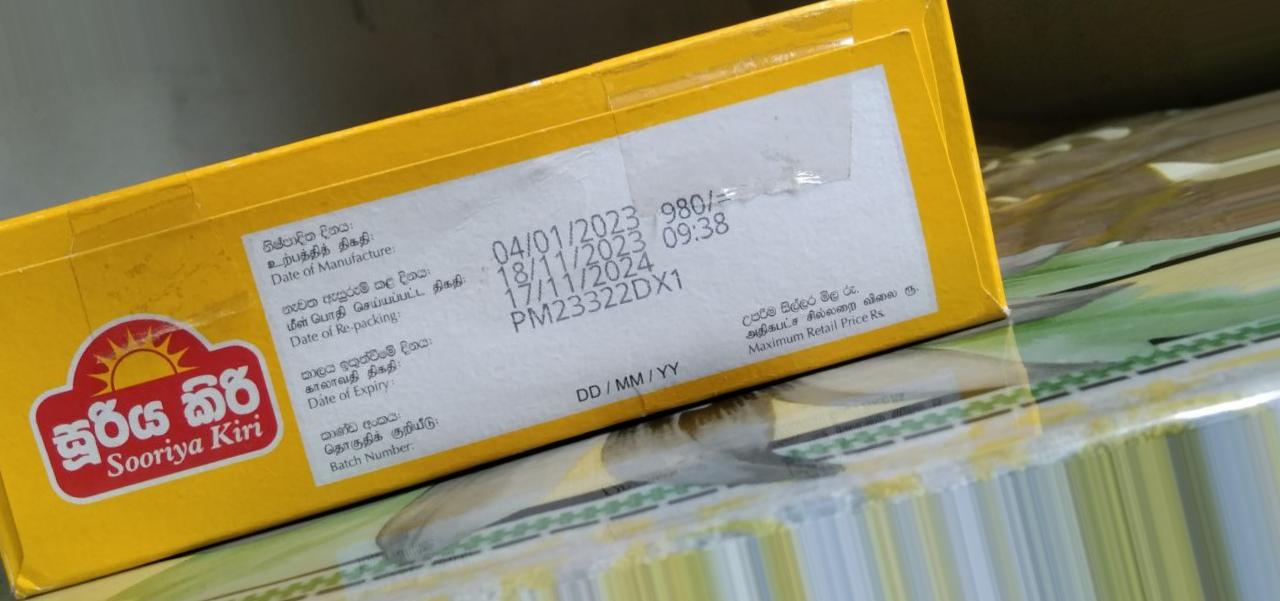 නිෂ්පාදිත දිනය:
உற்பத்தித் திகதி:
Date of Manufacture:
නැවත ඇසුරුම් කල දිනය:
மீள் பொதி செய்யப்பட்ட திகதி:
Date of Re-packing:
කාලය ඉකුත්වීමේ දිනය:
காலாவதி திகதி:
Date of Expiry:
කාණ්ඩ අංකය:
தொகுதிக் குறியீடு:
Batch Number:
04/01/2023 980/=
18/11/2023 09:38
17/11/2024
PM23322DX1
DD / MM / YY
උපරිම සිල්ලර මිල රු.
அதிகபட்ச சில்லறை விலை ரூ.
Maximum Retail Price Rs.
සූරිය කිරි
Sooriya Kiri